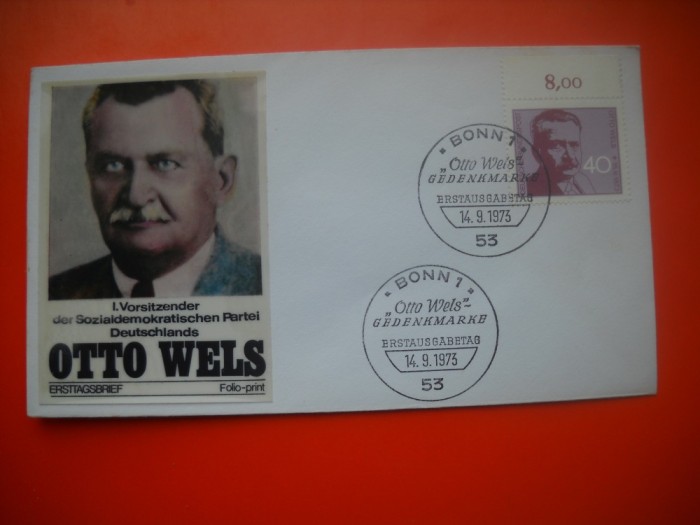 I. Vorsitzender
der Sozialdemokratischen Partei
Deutschlands
OTTO WELS
ERSTTAGSBRIEF Folio-print
8,00
40
BONN 1
„Otto Wels“-
GEDENKMARKE
ERSTAUSGABETAG
14.9.1973
53
BONN 1
„Otto Wels“-
GEDENKMARKE
ERSTAUSGABETAG
14.9.1973
53